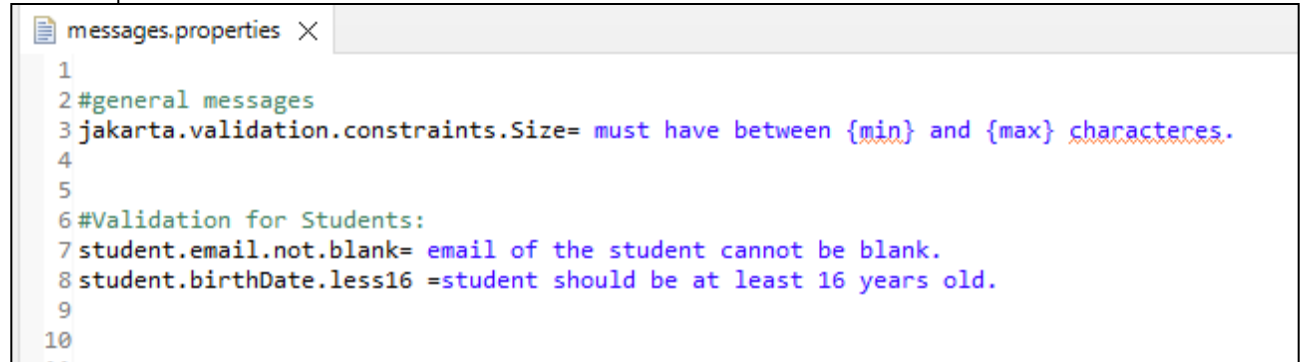 messages.properties
1
2 #general messages
3 jakarta.validation.constraints.Size= must have between {min} and {max} characteres.
4
5
6 #Validation for Students:
7 student.email.not.blank= email of the student cannot be blank.
8 student.birthDate.less16 =student should be at least 16 years old.
9
10